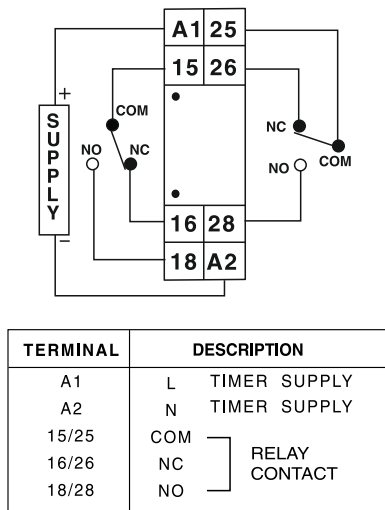 A1 25
15 26
+
SUPPLY
−
COM
NO
NC
NC
COM
NO
16 28
18 A2
TERMINAL DESCRIPTION
A1 L TIMER SUPPLY
A2 N TIMER SUPPLY
15/25 COM
16/26 NC
18/28 NO
RELAY
CONTACT